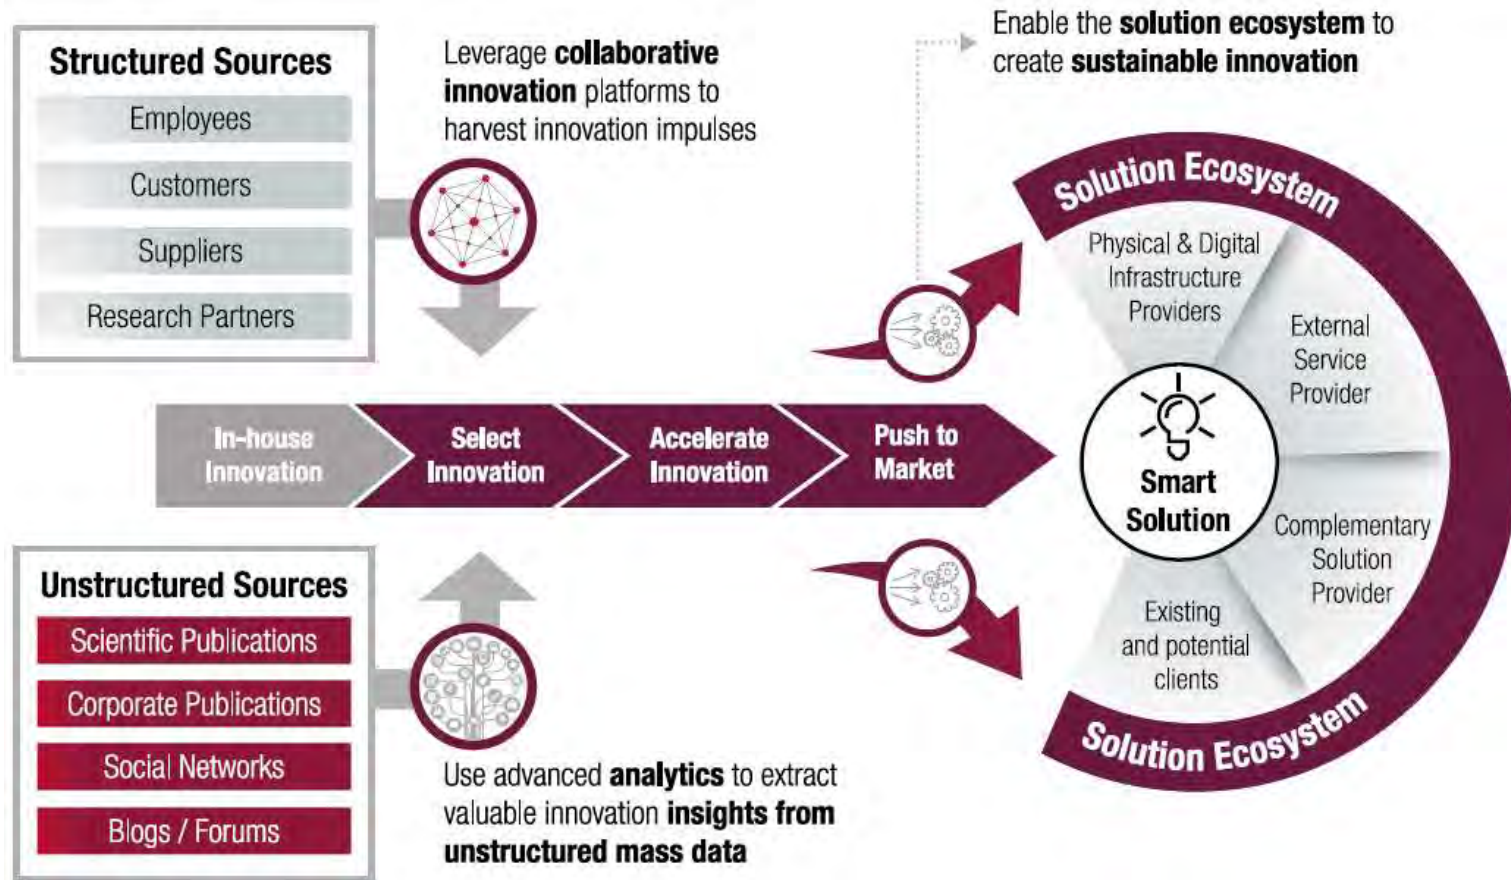 Structured Sources
Employees
Customers
Suppliers
Research Partners
Leverage collaborative
innovation platforms to
harvest innovation impulses
Enable the solution ecosystem to
create sustainable innovation
In-house
Innovation
Select
Innovation
Accelerate
Innovation
Push to
Market
Solution Ecosystem
Physical & Digital
Infrastructure
Providers
External
Service
Provider
Smart
Solution
Complementary
Solution
Provider
Existing
and potential
clients
Solution Ecosystem
Unstructured Sources
Scientific Publications
Corporate Publications
Social Networks
Blogs / Forums
Use advanced analytics to extract
valuable innovation insights from
unstructured mass data